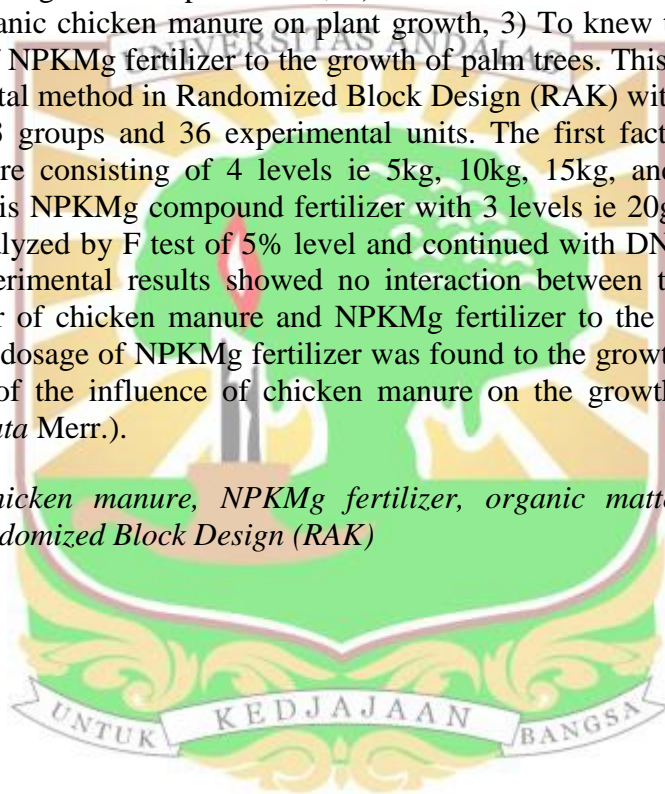 anic chicken manure on plant growth, 3) To knew
NPKMg fertilizer to the growth of palm trees. This
UNIVERSITAS ANDALAS
tal method in Randomized Block Design (RAK) wit
3 groups and 36 experimental units. The first fact
re consisting of 4 levels ie 5kg, 10kg, 15kg, and
is NPKMg compound fertilizer with 3 levels ie 20g
alyzed by F test of 5% level and continued with DN
erimental results showed no interaction between t
r of chicken manure and NPKMg fertilizer to the
dosage of NPKMg fertilizer was found to the growt
of the influence of chicken manure on the growth
ata Merr.).
hicken manure, NPKMg fertilizer, organic matt
domized Block Design (RAK)
UNTUK KEDJAJAAN BANGSA